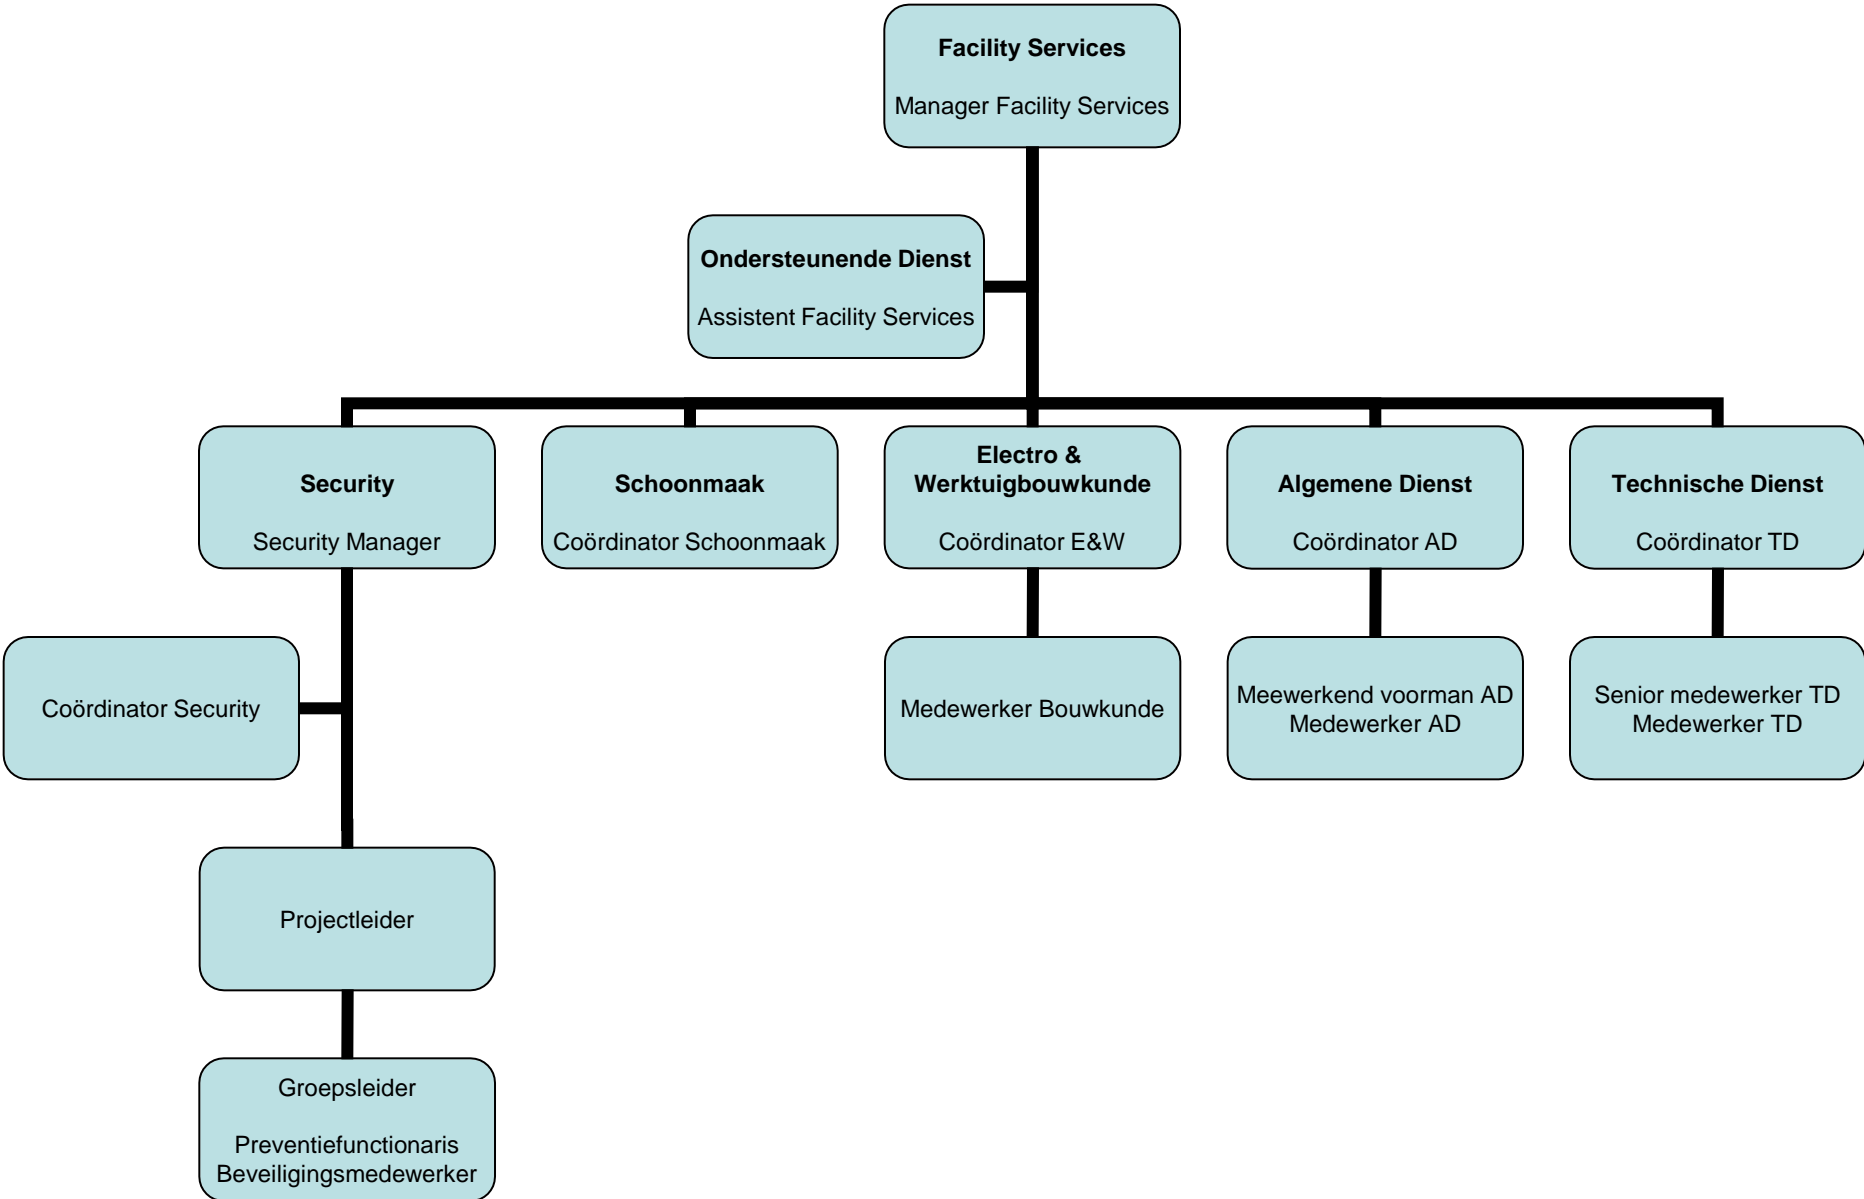 Facility Services
Manager Facility Services
Ondersteunende Dienst
Assistent Facility Services
Security
Security Manager
Schoonmaak
Coördinator Schoonmaak
Electro &
Werktuigbouwkunde
Coördinator E&W
Algemene Dienst
Coördinator AD
Technische Dienst
Coördinator TD
Coördinator Security
Medewerker Bouwkunde
Meewerkend voorman AD
Medewerker AD
Senior medewerker TD
Medewerker TD
Projectleider
Groepsleider
Preventiefunctionaris
Beveiligingsmedewerker